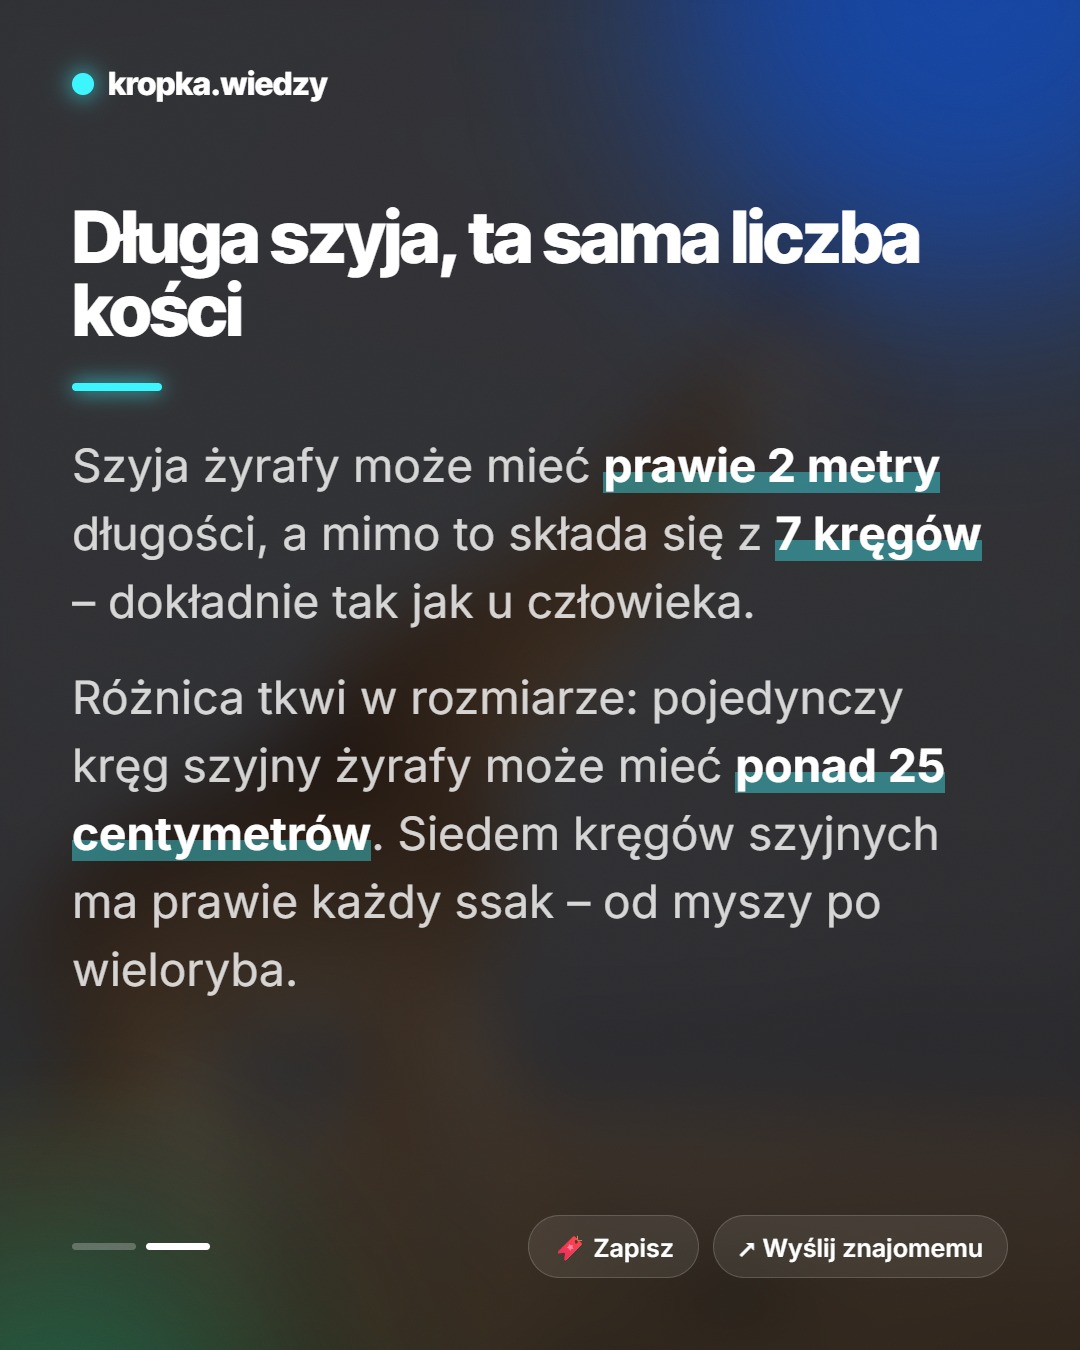 kropka.wiedzy
Długa szyja, ta sama liczba
kości
Szyja żyrafy może mieć prawie 2 metry
długości, a mimo to składa się z 7 kręgów
– dokładnie tak jak u człowieka.
Różnica tkwi w rozmiarze: pojedynczy
kręg szyjny żyrafy może mieć ponad 25
centymetrów. Siedem kręgów szyjnych
ma prawie każdy ssak – od myszy po
wieloryba.
Zapisz
↗ Wyślij znajomemu